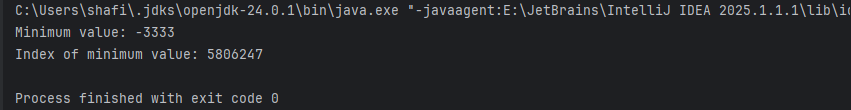 C:\Users\shafi\.jdks\openjdk-24.0.1\bin\java.exe "-javaagent:E:\JetBrains\IntelliJ IDEA 2025.1.1.1\lib\
Minimum value: -3333
Index of minimum value: 5806247
Process finished with exit code 0